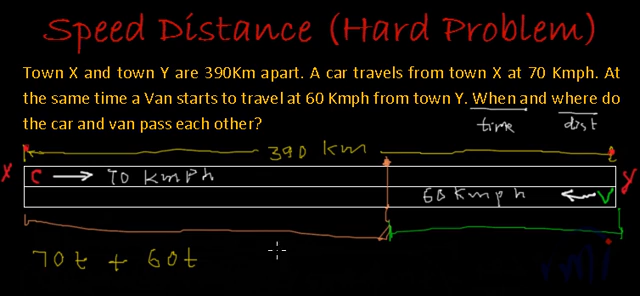 Speed Distance (Hard Problem)
Town X and town Y are 390Km apart. A car travels from town X at 70 Kmph. At
the same time a Van starts to travel at 60 Kmph from town Y. When and where do
the car and van pass each other?
time dist
390 km
X C → 70 KmPh Y
60 Kmph ← V
70t + 60t